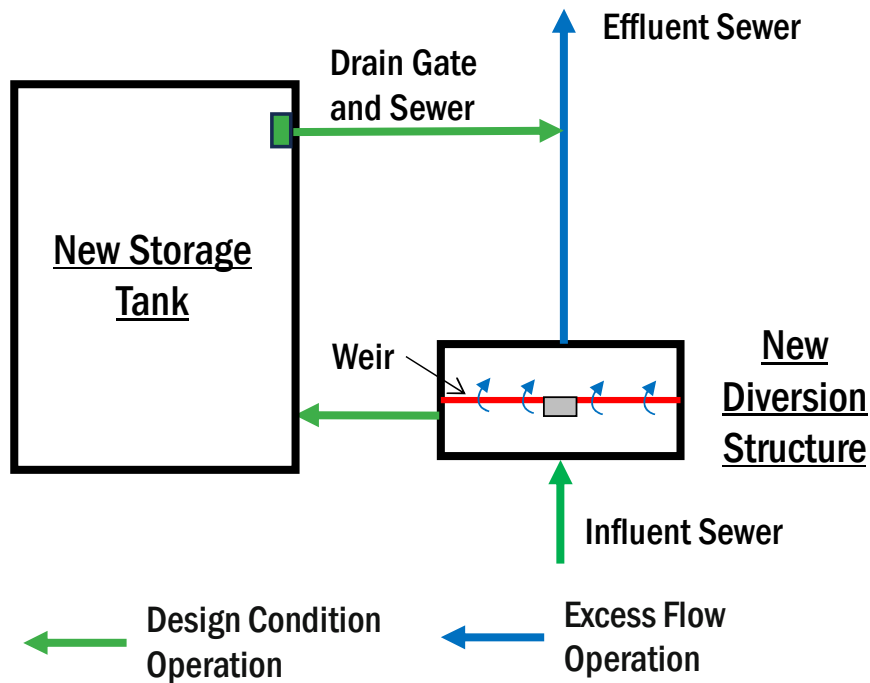 Effluent Sewer
Drain Gate
and Sewer
New Storage
Tank
Weir
New
Diversion
Structure
Influent Sewer
Design Condition
Operation
Excess Flow
Operation